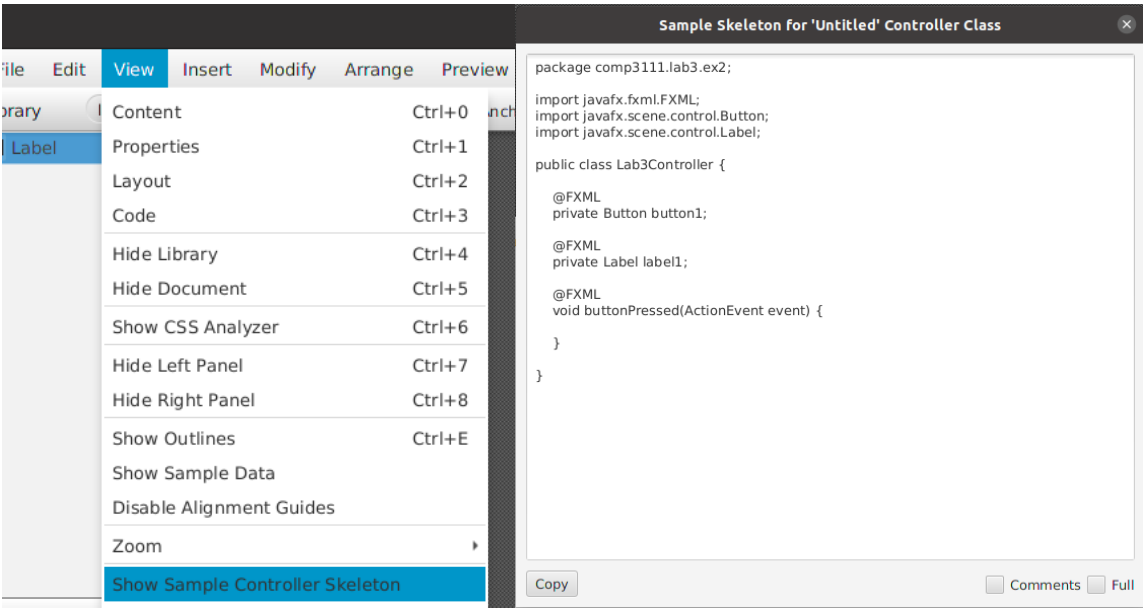 File Edit View Insert Modify Arrange Preview
Label
Content Ctrl+0
Properties Ctrl+1
Layout Ctrl+2
Code Ctrl+3
Hide Library Ctrl+4
Hide Document Ctrl+5
Show CSS Analyzer Ctrl+6
Hide Left Panel Ctrl+7
Hide Right Panel Ctrl+8
Show Outlines Ctrl+E
Show Sample Data
Disable Alignment Guides
Zoom
Show Sample Controller Skeleton
Sample Skeleton for 'Untitled' Controller Class
package comp3111.lab3.ex2;
import javafx.fxml.FXML;
import javafx.scene.control.Button;
import javafx.scene.control.Label;
public class Lab3Controller {
@FXML
private Button button1;
@FXML
private Label label1;
@FXML
void buttonPressed(ActionEvent event) {
}
}
Copy Comments Full